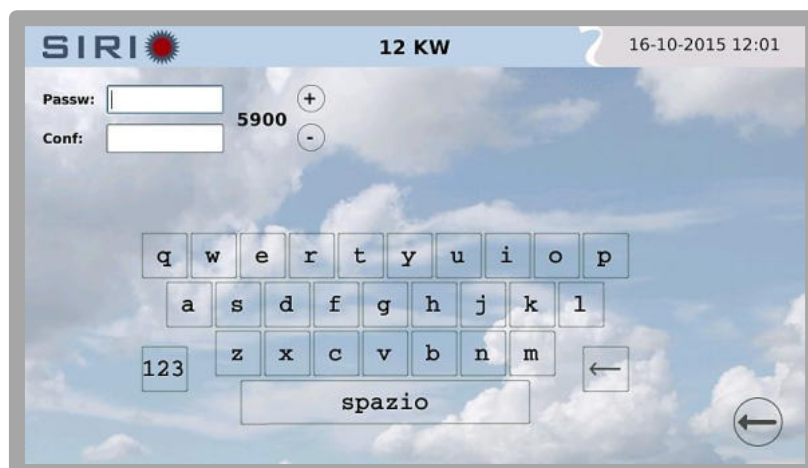 SIRI 12 KW 16-10-2015 12:01
Passw:
5900 + -
Conf:
q w e r t y u i o p
a s d f g h j k l
123 z x c v b n m ←
spazio
←